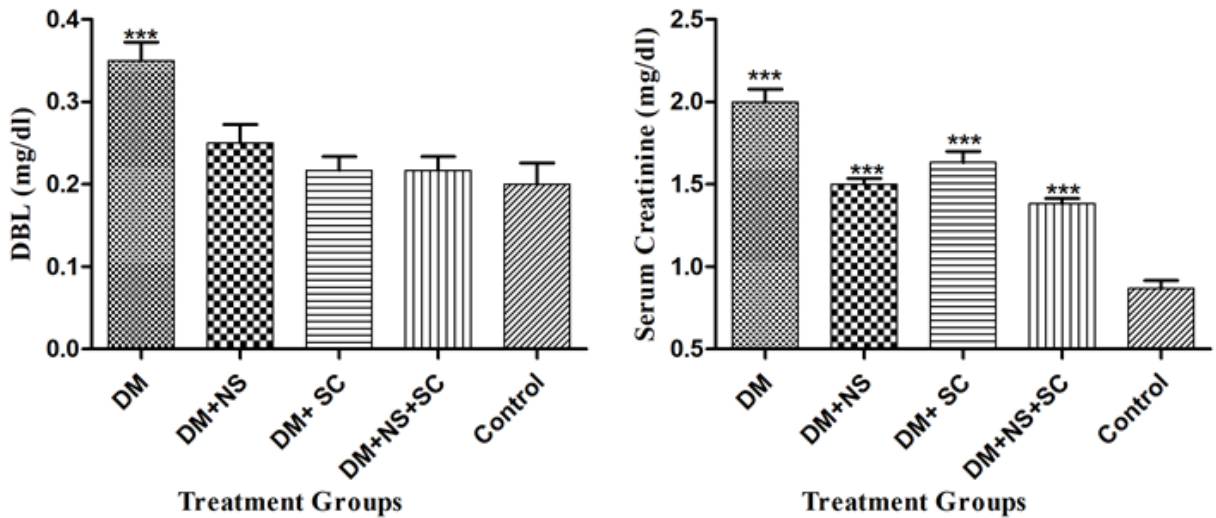 DBL (mg/dl)
0.4
0.3
0.2
0.1
0.0
***
DM
DM+NS
DM+ SC
DM+NS+SC
Control
Treatment Groups
Serum Creatinine (mg/dl)
2.5
2.0
1.5
1.0
0.5
***
***
***
***
DM
DM+NS
DM+ SC
DM+NS+SC
Control
Treatment Groups